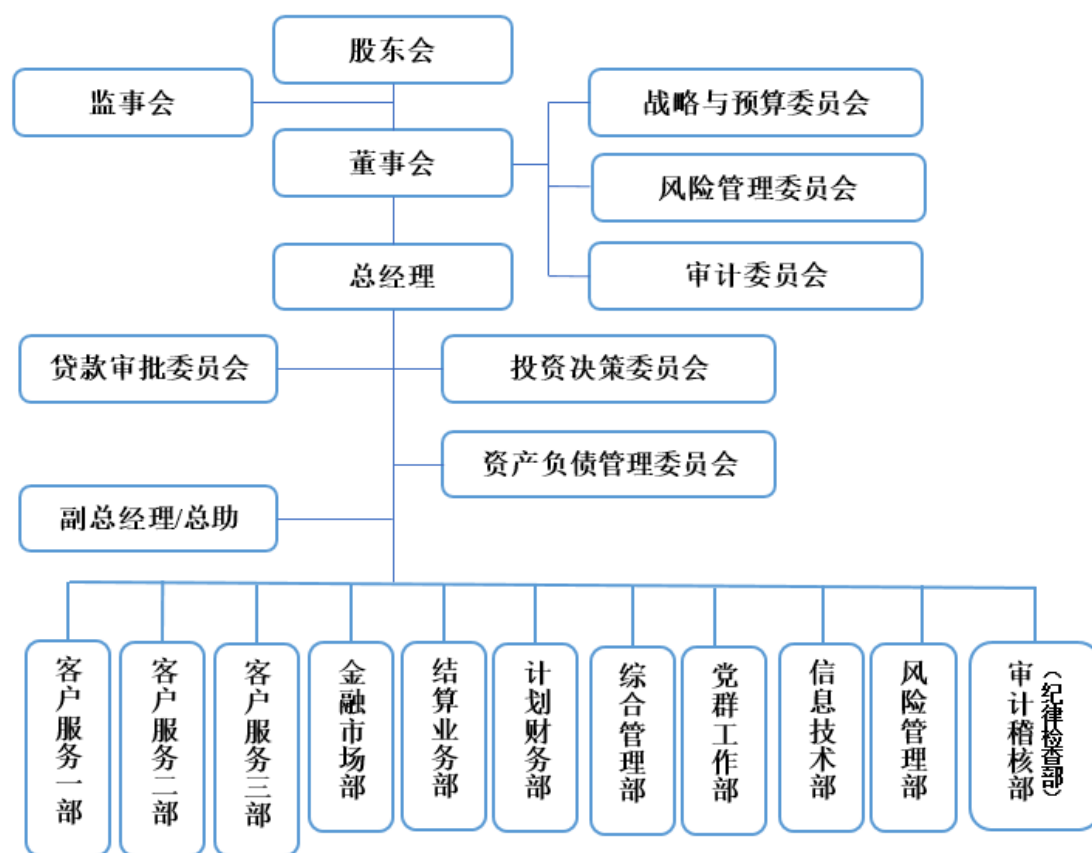 股东会
监事会
战略与预算委员会
董事会
风险管理委员会
总经理
审计委员会
贷款审批委员会
投资决策委员会
资产负债管理委员会
副总经理/总助
客户服务一部
客户服务二部
客户服务三部
金融市场部
结算业务部
计划财务部
综合管理部
党群工作部
信息技术部
风险管理部
审计稽核部
（纪律检查部）